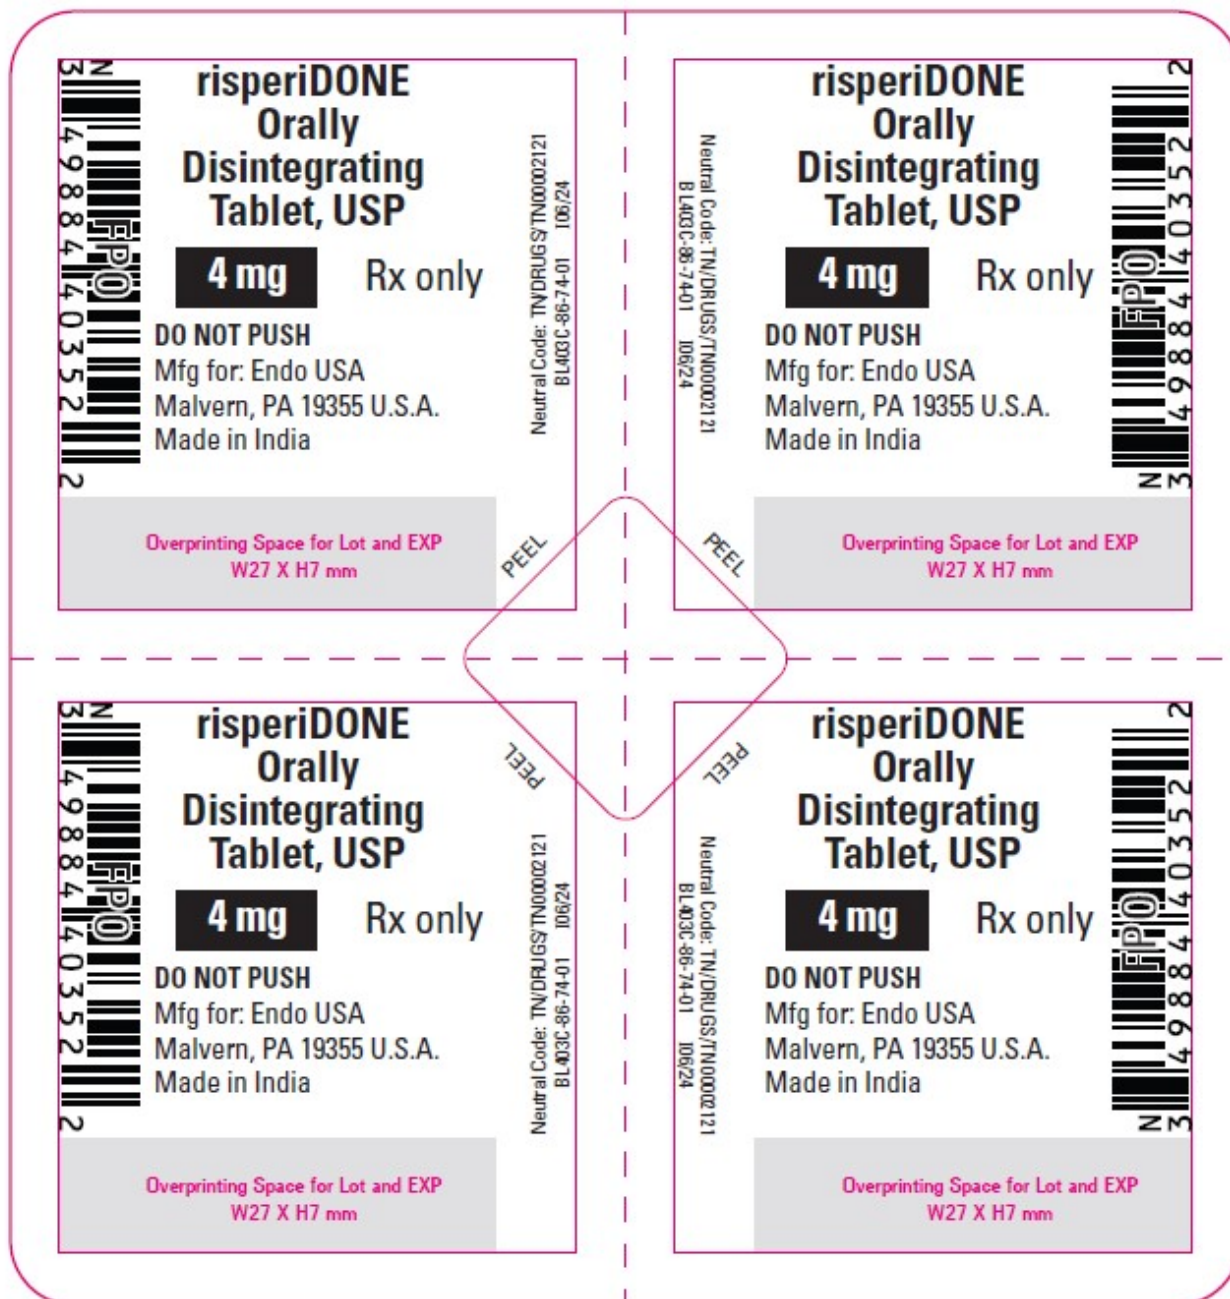 risperiDONE
Orally
Disintegrating
Tablet, USP
4 mg Rx only
DO NOT PUSH
Mfg for: Endo USA
Malvern, PA 19355 U.S.A.
Made in India
Overprinting Space for Lot and EXP
W27 X H7 mm
N
3 49884 40352 2
FPO
Neutral Code: TN/DRUGS/TN00002121
BL403C-86-74-01 I06/24
PEEL
risperiDONE
Orally
Disintegrating
Tablet, USP
4 mg Rx only
DO NOT PUSH
Mfg for: Endo USA
Malvern, PA 19355 U.S.A.
Made in India
Overprinting Space for Lot and EXP
W27 X H7 mm
N
3 49884 40352 2
FPO
Neutral Code: TN/DRUGS/TN00002121
BL403C-86-74-01 I06/24
PEEL
risperiDONE
Orally
Disintegrating
Tablet, USP
4 mg Rx only
DO NOT PUSH
Mfg for: Endo USA
Malvern, PA 19355 U.S.A.
Made in India
Overprinting Space for Lot and EXP
W27 X H7 mm
N
3 49884 40352 2
FPO
Neutral Code: TN/DRUGS/TN00002121
BL403C-86-74-01 I06/24
PEEL
risperiDONE
Orally
Disintegrating
Tablet, USP
4 mg Rx only
DO NOT PUSH
Mfg for: Endo USA
Malvern, PA 19355 U.S.A.
Made in India
Overprinting Space for Lot and EXP
W27 X H7 mm
N
3 49884 40352 2
FPO
Neutral Code: TN/DRUGS/TN00002121
BL403C-86-74-01 I06/24
PEEL